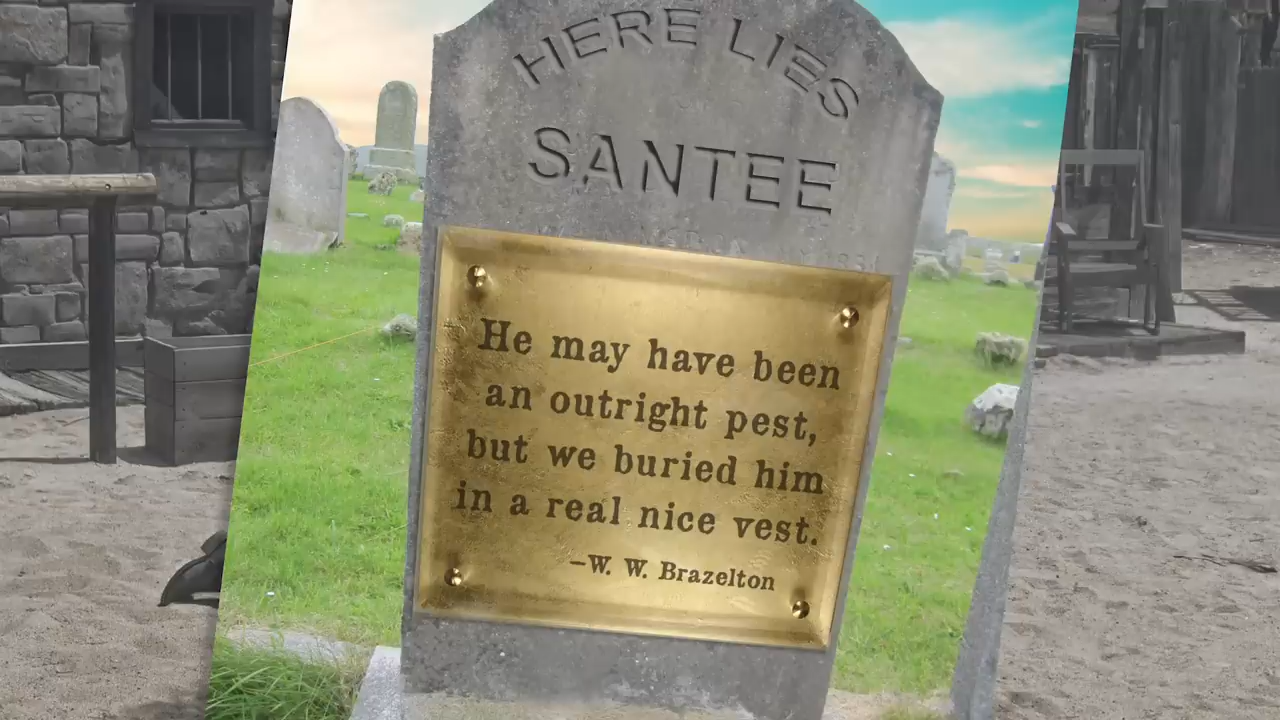 HERE LIES
SANTEE
He may have been
an outright pest,
but we buried him
in a real nice vest.
–W. W. Brazelton